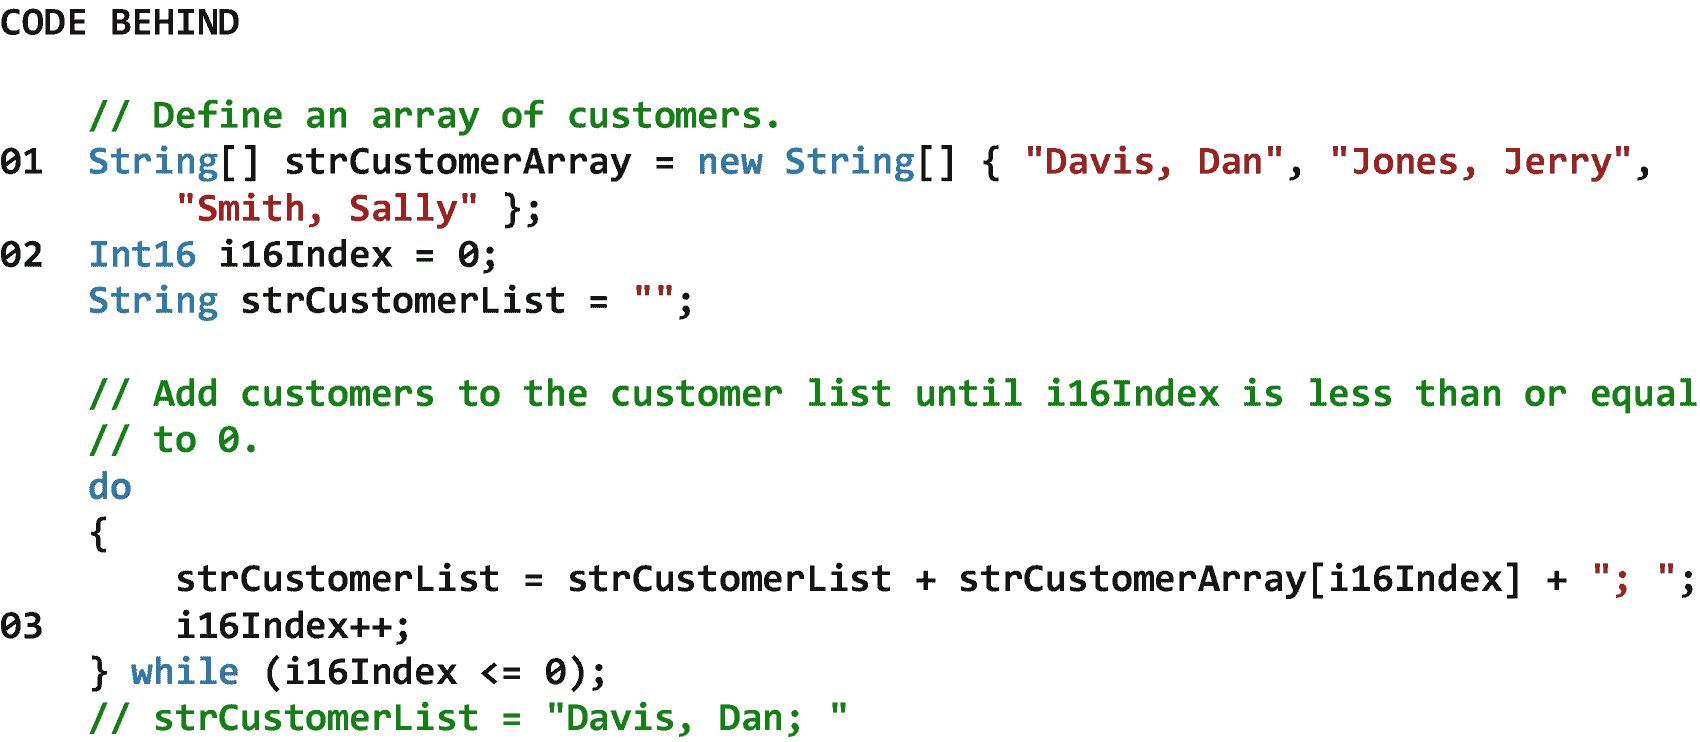 CODE BEHIND
// Define an array of customers.
01 String[] strCustomerArray = new String[] { "Davis, Dan", "Jones, Jerry",
"Smith, Sally" };
02 Int16 i16Index = 0;
String strCustomerList = "";
// Add customers to the customer list until i16Index is less than or equal
// to 0.
do
{
strCustomerList = strCustomerList + strCustomerArray[i16Index] + "; ";
03 i16Index++;
} while (i16Index <= 0);
// strCustomerList = "Davis, Dan; "